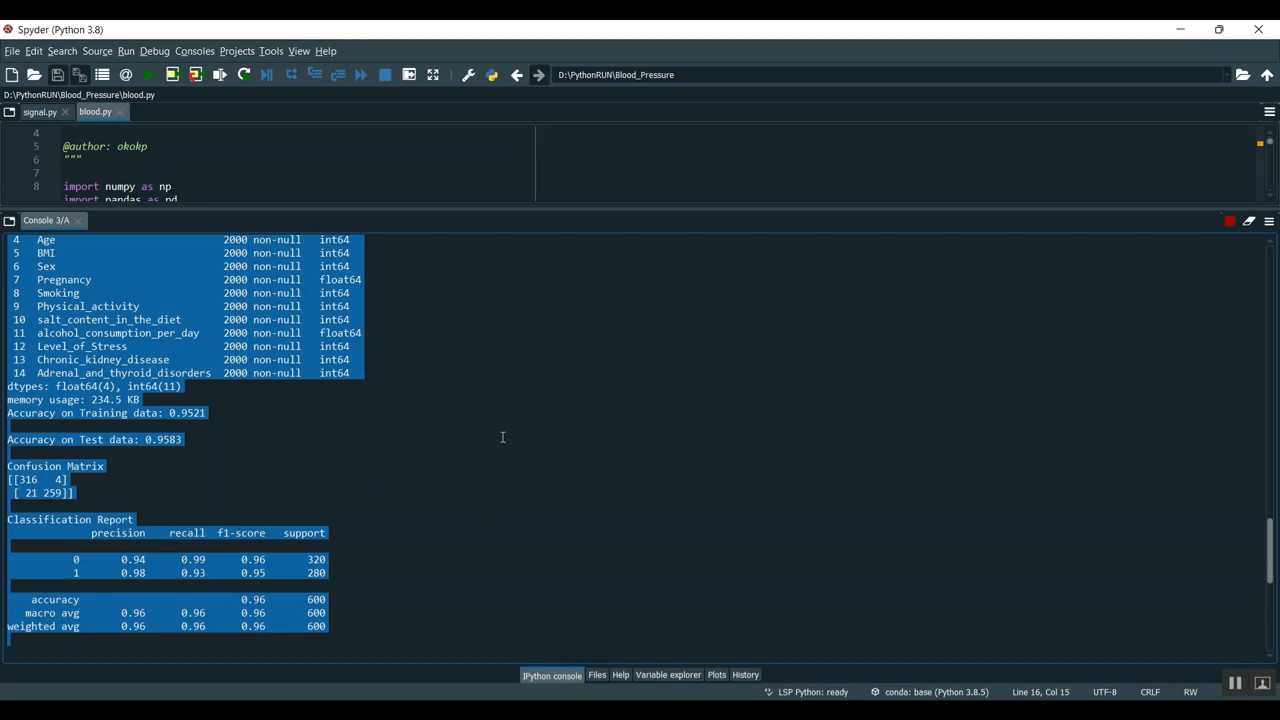 Spyder (Python 3.8)
File Edit Search Source Run Debug Consoles Projects Tools View Help
D:\PythonRUN\Blood_Pressure
D:\PythonRUN\Blood_Pressure\blood.py
signal.py blood.py
4
5 @author: okokp
6 """
7
8 import numpy as np
import pandas as pd
Console 3/A
4 Age 2000 non-null int64
5 BMI 2000 non-null int64
6 Sex 2000 non-null int64
7 Pregnancy 2000 non-null float64
8 Smoking 2000 non-null int64
9 Physical_activity 2000 non-null int64
10 salt_content_in_the_diet 2000 non-null int64
11 alcohol_consumption_per_day 2000 non-null float64
12 Level_of_Stress 2000 non-null int64
13 Chronic_kidney_disease 2000 non-null int64
14 Adrenal_and_thyroid_disorders 2000 non-null int64
dtypes: float64(4), int64(11)
memory usage: 234.5 KB
Accuracy on Training data: 0.9521
Accuracy on Test data: 0.9583
Confusion Matrix
[[316 4]
[ 21 259]]
Classification Report
precision recall f1-score support
0 0.94 0.99 0.96 320
1 0.98 0.93 0.95 280
accuracy 0.96 600
macro avg 0.96 0.96 0.96 600
weighted avg 0.96 0.96 0.96 600
IPython console Files Help Variable explorer Plots History
LSP Python: ready conda: base (Python 3.8.5) Line 16, Col 15 UTF-8 CRLF RW